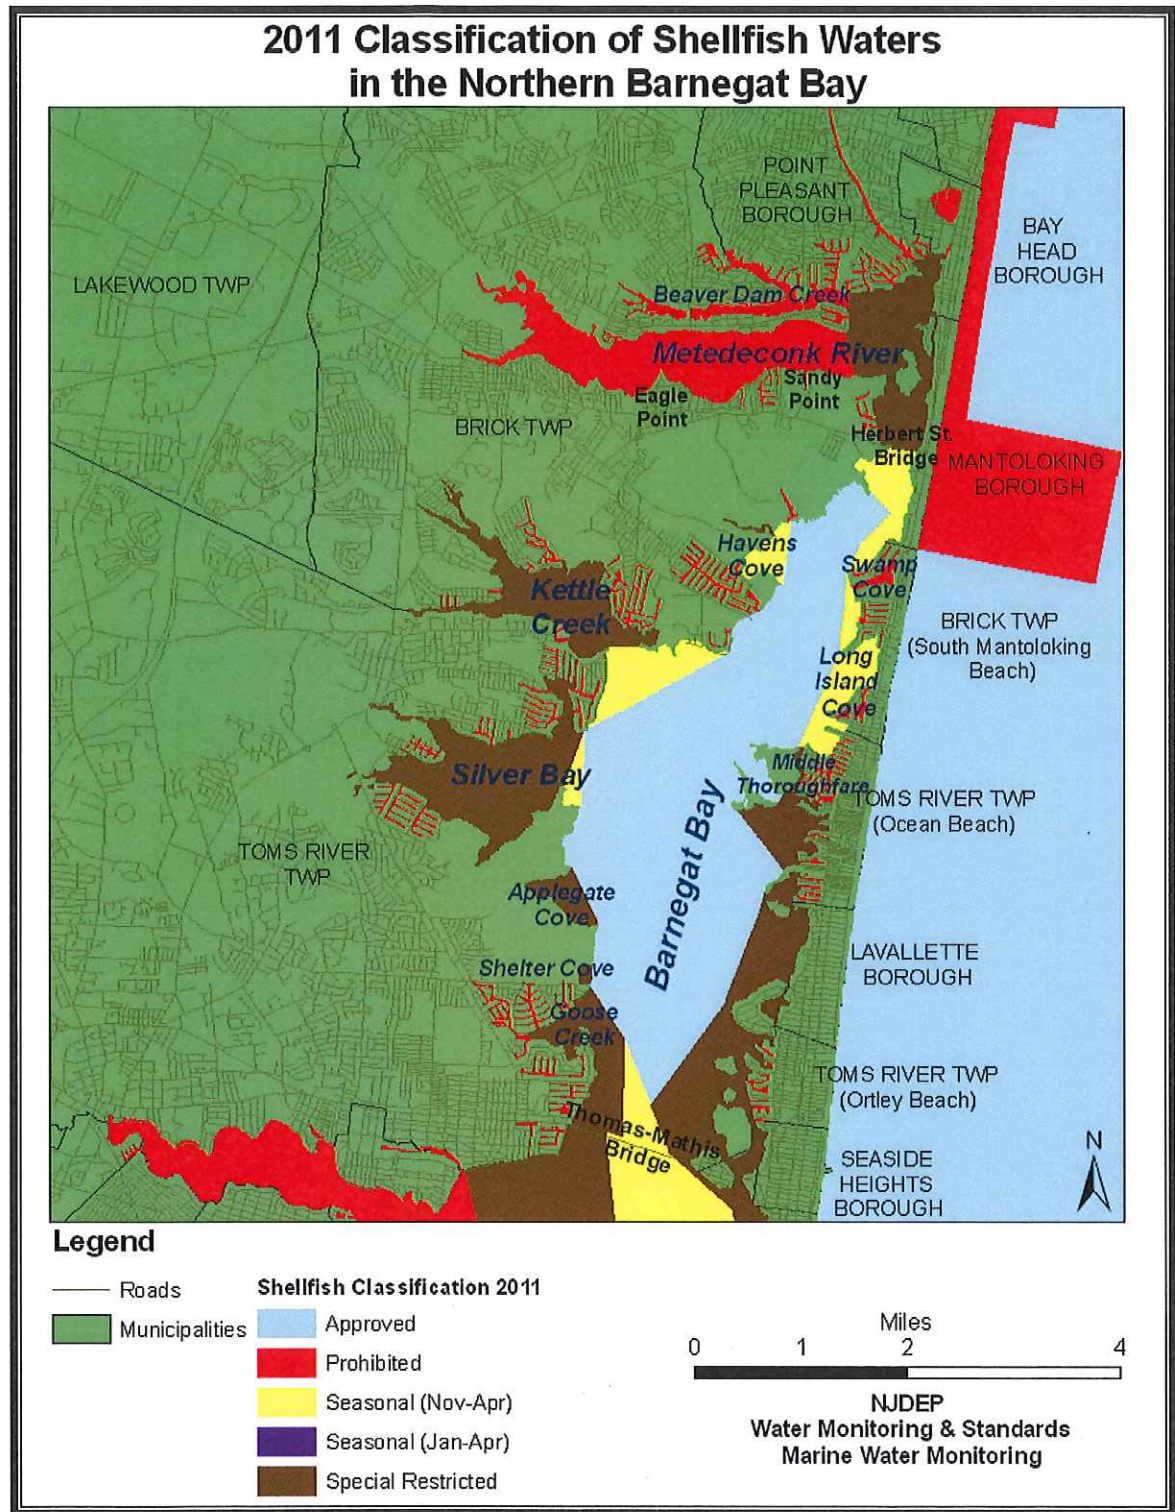 2011 Classification of Shellfish Waters
in the Northern Barnegat Bay
POINT
PLEASANT
BOROUGH
BAY
HEAD
BOROUGH
LAKEWOOD TWP
Beaver Dam Creek
Metedeconk River
Eagle
Point
Sandy
Point
BRICK TWP
Herbert St.
Bridge
MANTOLOKING
BOROUGH
Havens
Cove
Swamp
Cove
Kettle
Creek
BRICK TWP
(South Mantoloking
Beach)
Long
Island
Cove
Silver Bay
Middle
Thoroughfare
TOMS RIVER TWP
(Ocean Beach)
TOMS RIVER
TWP
Barnegat Bay
Applegate
Cove
Shelter Cove
LAVALLETTE
BOROUGH
Goose
Creek
TOMS RIVER TWP
(Ortley Beach)
Thomas-Mathis
Bridge
SEASIDE
HEIGHTS
BOROUGH
N
Legend
Roads
Municipalities
Shellfish Classification 2011
Approved
Prohibited
Seasonal (Nov-Apr)
Seasonal (Jan-Apr)
Special Restricted
Miles
0 1 2 4
NJDEP
Water Monitoring & Standards
Marine Water Monitoring